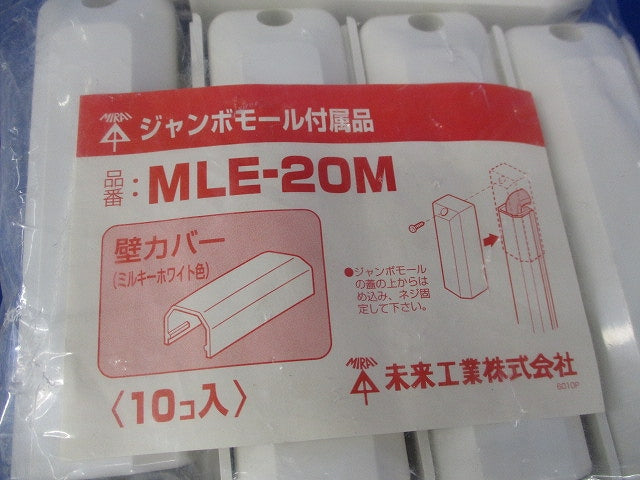 MIRAI
ジャンボモール付属品
品番：MLE-20M
壁カバー
(ミルキーホワイト色)
●ジャンボモール
の蓋の上からは
め込み、ネジ固
定して下さい。
〈10コ入〉
MIRAI
未来工業株式会社
6010P